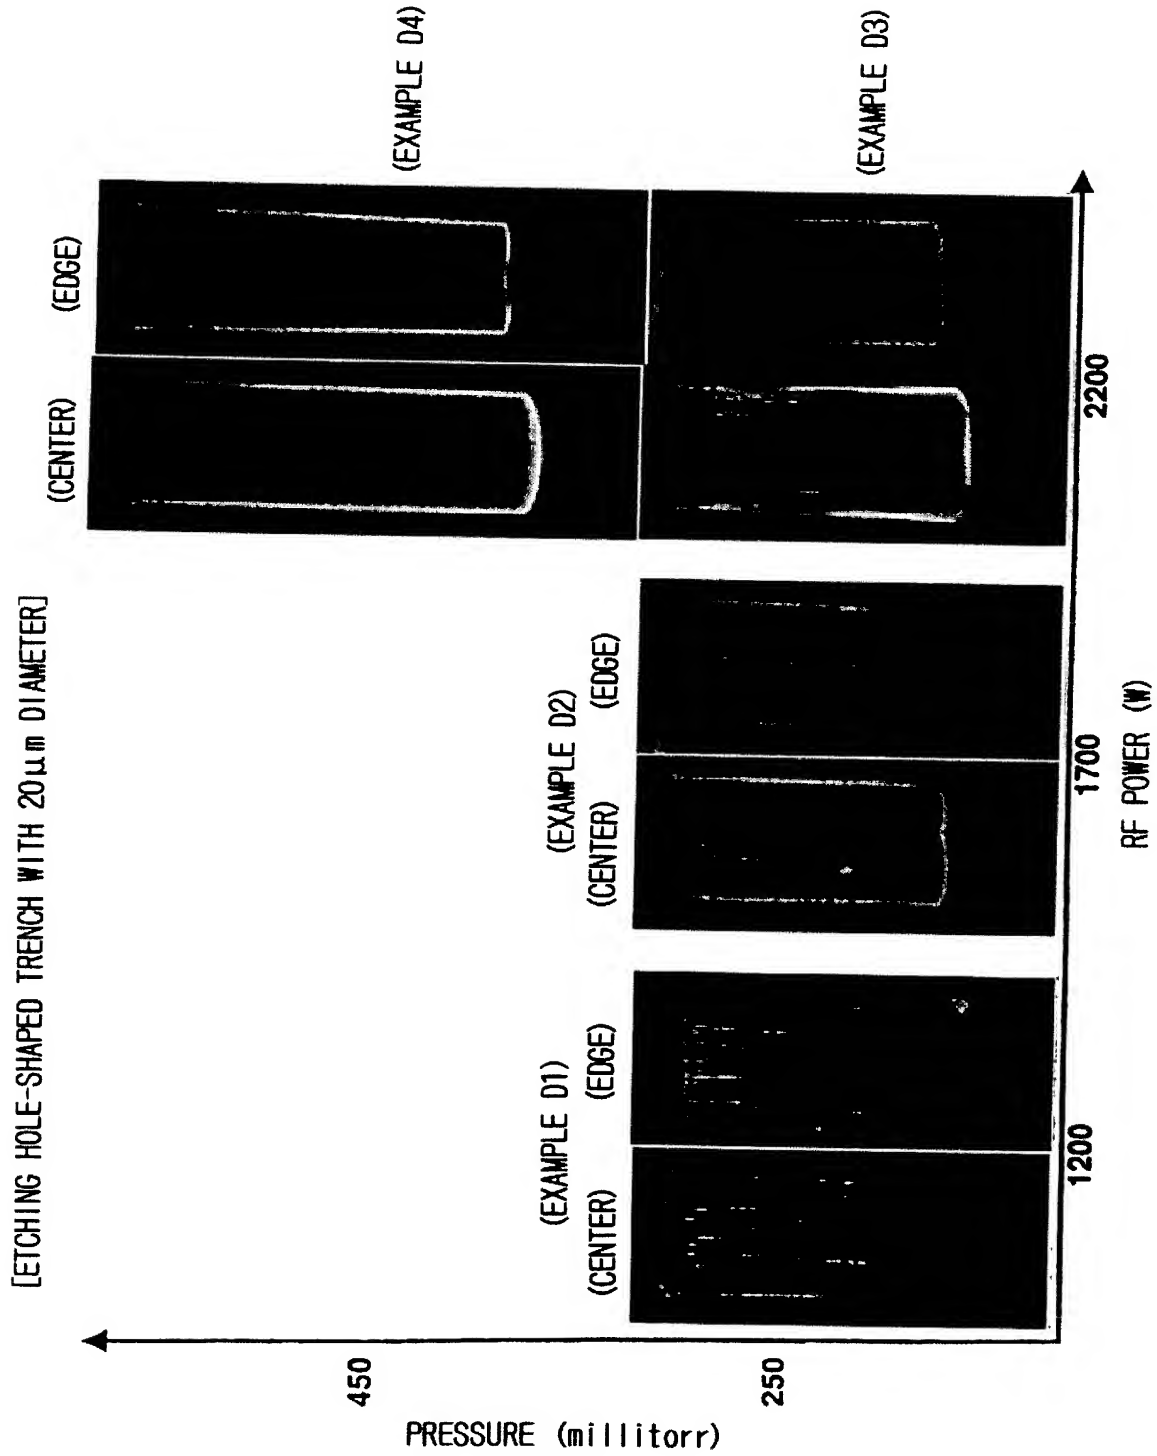 [ETCHING HOLE-SHAPED TRENCH WITH 20μm DIAMETER]
(CENTER)
(EDGE)
(EXAMPLE D4)
(EXAMPLE D1)
(CENTER)
(EDGE)
(EXAMPLE D2)
(CENTER)
(EDGE)
(EXAMPLE D3)
PRESSURE (millitorr)
450
250
1200
1700
2200
RF POWER (W)